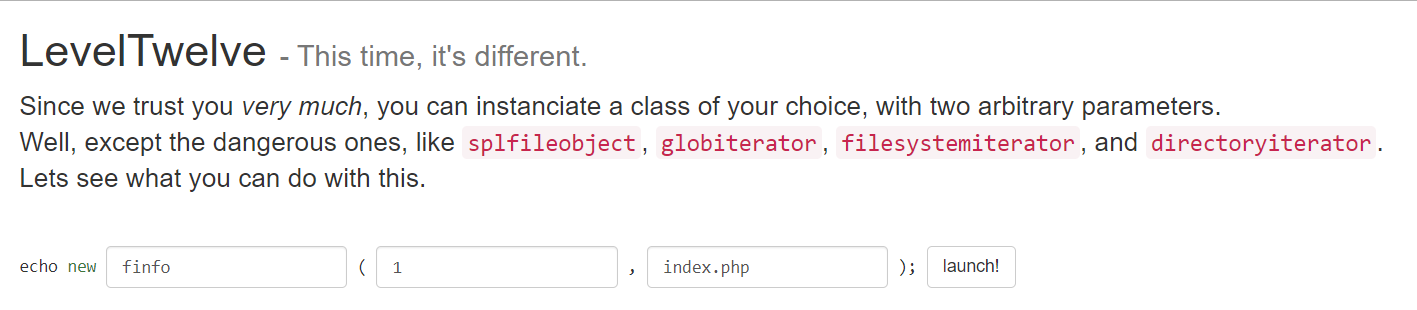 LevelTwelve - This time, it's different.
Since we trust you very much, you can instanciate a class of your choice, with two arbitrary parameters.
Well, except the dangerous ones, like splfileobject, globiterator, filesystemiterator, and directoryiterator.
Lets see what you can do with this.
echo new finfo ( 1 , index.php ); launch!